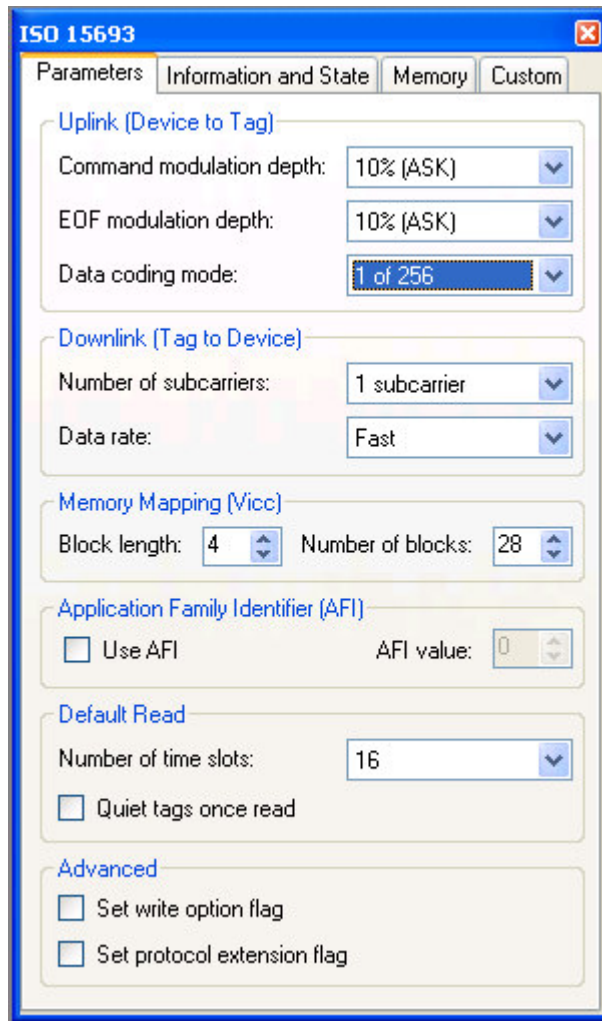 ISO 15693
Parameters Information and State Memory Custom
Uplink (Device to Tag)
Command modulation depth: 10% (ASK)
EOF modulation depth: 10% (ASK)
Data coding mode: 1 of 256
Downlink (Tag to Device)
Number of subcarriers: 1 subcarrier
Data rate: Fast
Memory Mapping (Vicc)
Block length: 4 Number of blocks: 28
Application Family Identifier (AFI)
Use AFI AFI value: 0
Default Read
Number of time slots: 16
Quiet tags once read
Advanced
Set write option flag
Set protocol extension flag